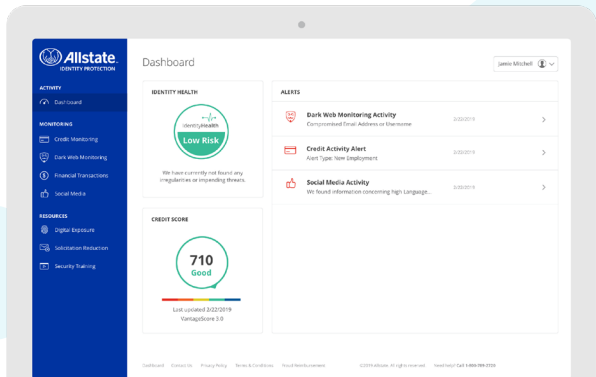 Allstate.
IDENTITY PROTECTION
ACTIVITY
Dashboard
MONITORING
Credit Monitoring
Dark Web Monitoring
Financial Transactions
Social Media
RESOURCES
Digital Exposure
Solicitation Reduction
Security Training
Dashboard
Jamie Mitchell
IDENTITY HEALTH
IdentityHealth
Low Risk
We have currently not found any
irregularities or impending threats.
CREDIT SCORE
710
Good
Last updated 2/22/2019
VantageScore 3.0
ALERTS
Dark Web Monitoring Activity
Compromised Email Address or Username
2/23/2019
Credit Activity Alert
Alert Type: New Employment
2/20/2019
Social Media Activity
We found information concerning high Language...
2/20/2019
Dashboard Contact Us Privacy Policy Terms & Conditions Fraud Reimbursement ©2019 Allstate. All rights reserved Need help? Call